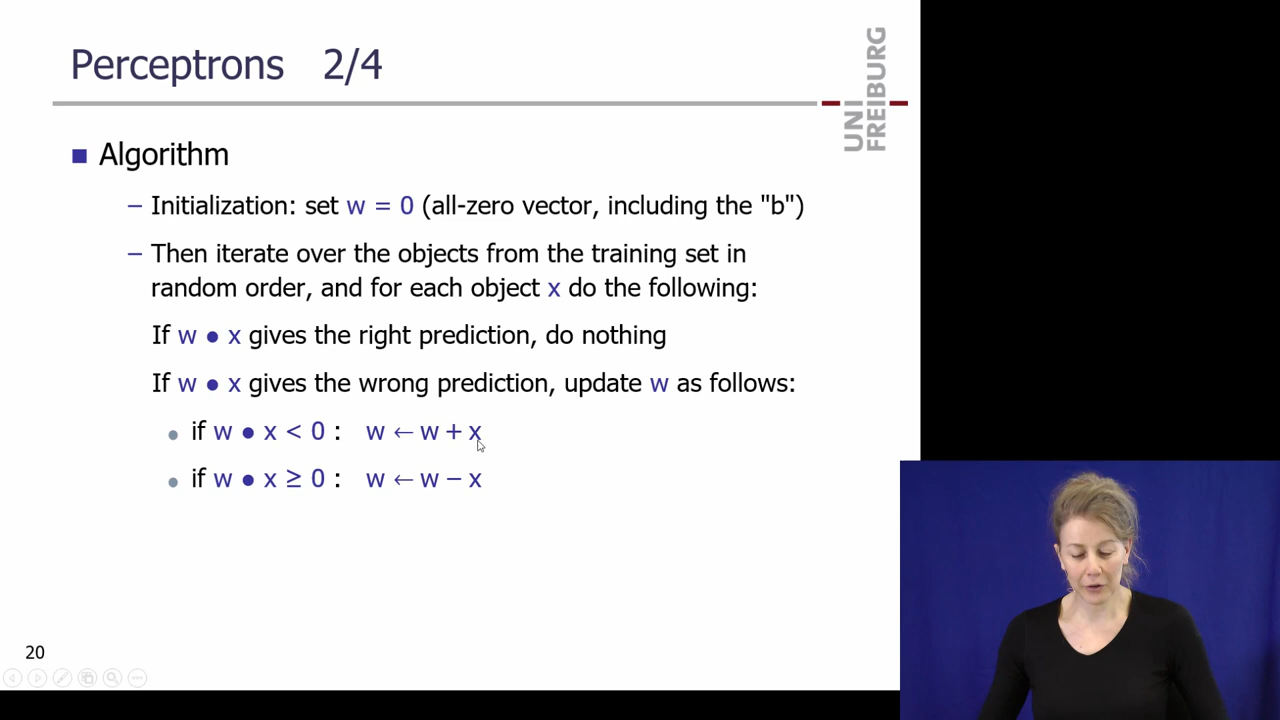 Perceptrons 2/4
UNI
FREIBURG
■ Algorithm
– Initialization: set w = 0 (all-zero vector, including the "b")
– Then iterate over the objects from the training set in
random order, and for each object x do the following:
If w ● x gives the right prediction, do nothing
If w ● x gives the wrong prediction, update w as follows:
● if w ● x < 0 : w ← w + x
● if w ● x ≥ 0 : w ← w − x
20